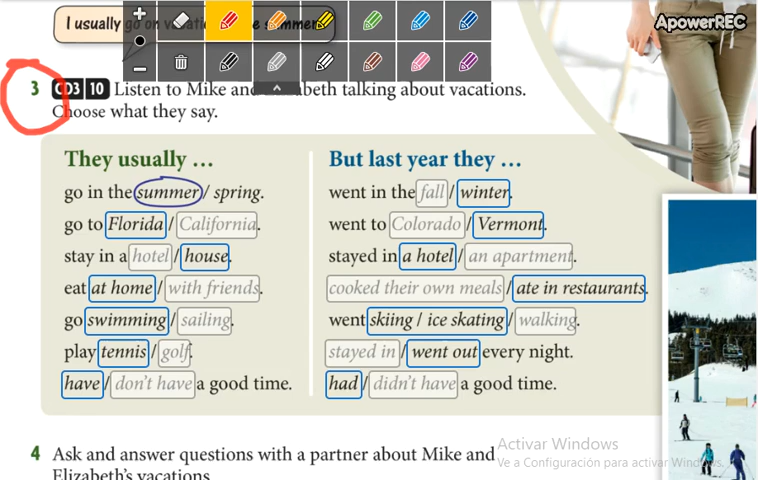 I usually go on vacation e summer
ApowerREC
3 CD3 10 Listen to Mike and beth talking about vacations.
Choose what they say.
They usually …
go in the summer / spring.
go to Florida / California.
stay in a hotel / house.
eat at home / with friends.
go swimming / sailing.
play tennis / golf.
have / don't have a good time.
But last year they …
went in the fall / winter.
went to Colorado / Vermont.
stayed in a hotel / an apartment.
cooked their own meals / ate in restaurants.
went skiing / ice skating / walking.
stayed in / went out every night.
had / didn't have a good time.
4 Ask and answer questions with a partner about Mike and
Elizabeth's vacations
Activar Windows
Ve a Configuración para activar Windows.